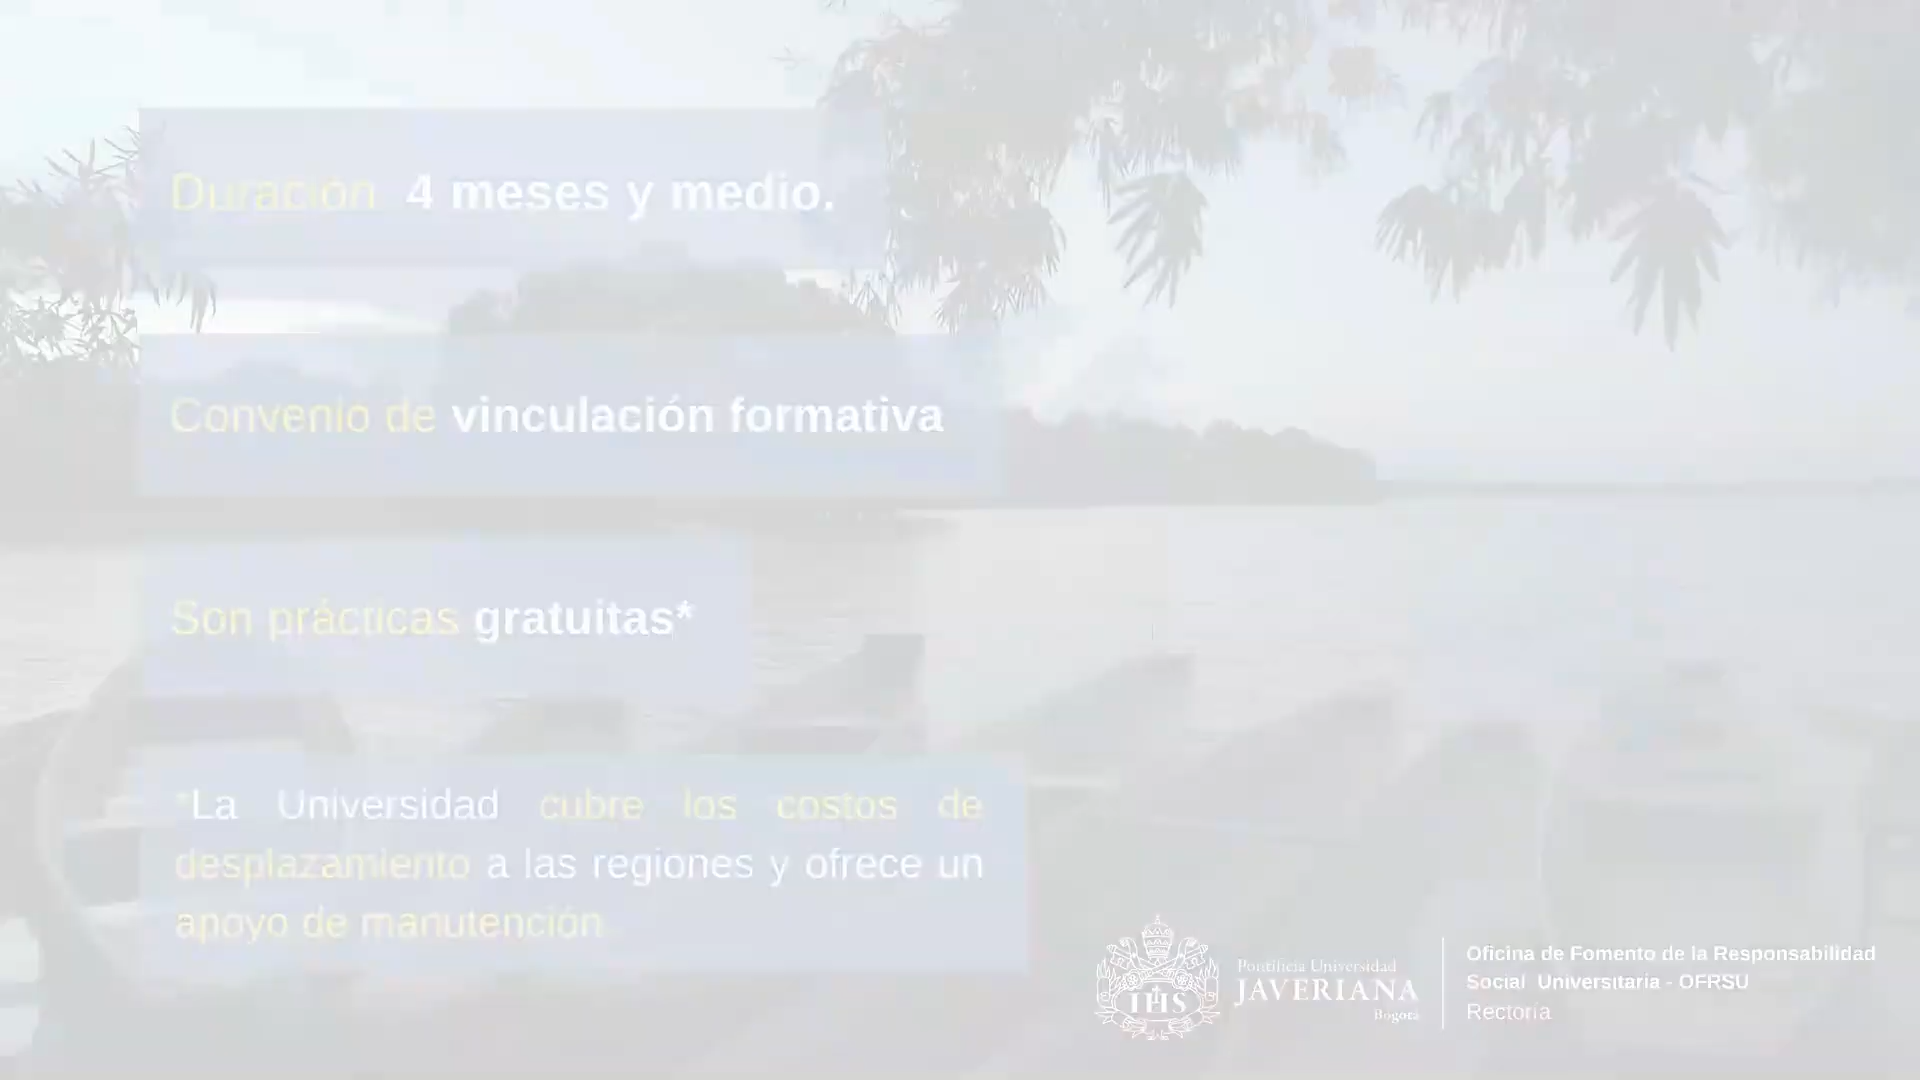 Duración 4 meses y medio.
Convenio de vinculación formativa
Son prácticas gratuitas*
*La Universidad cubre los costos de
desplazamiento a las regiones y ofrece un
apoyo de manutención.
IHS
Pontificia Universidad
JAVERIANA
Bogotá
Oficina de Fomento de la Responsabilidad
Social Universitaria - OFRSU
Rectoría